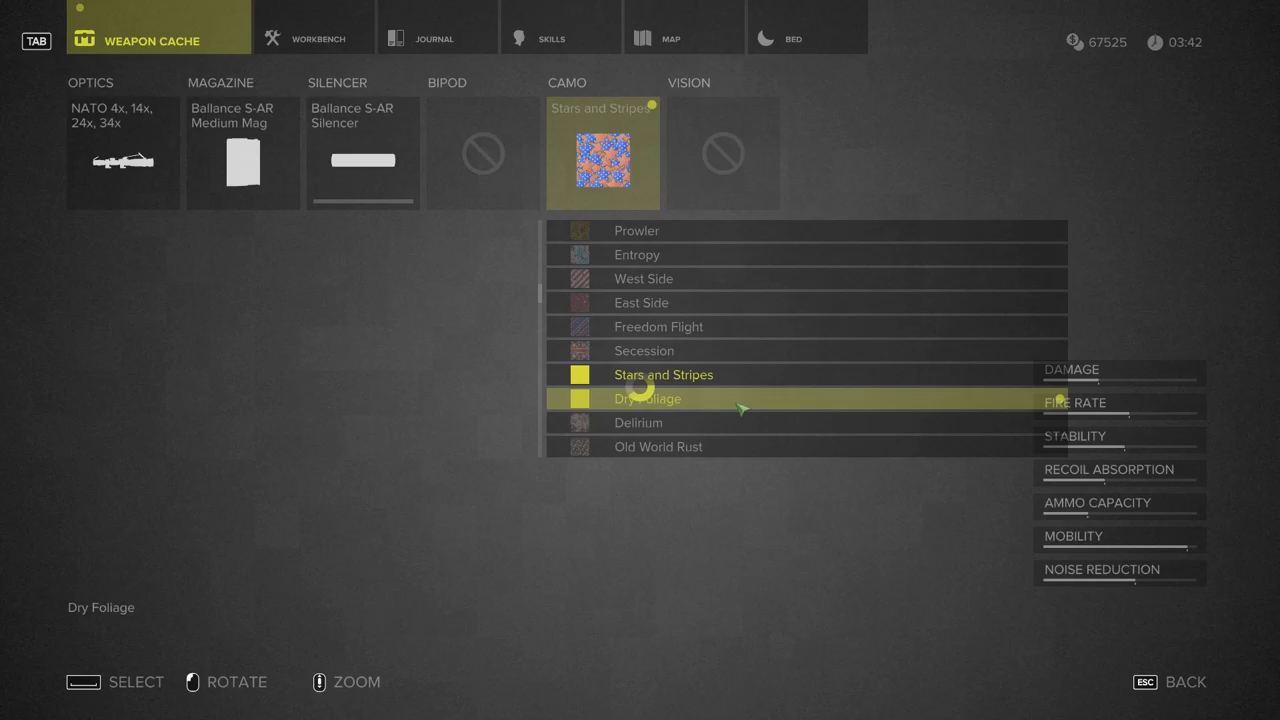 TAB
WEAPON CACHE
WORKBENCH
JOURNAL
SKILLS
MAP
BED
67525
03:42
OPTICS
MAGAZINE
SILENCER
BIPOD
CAMO
VISION
NATO 4x, 14x,
24x, 34x
Ballance S-AR
Medium Mag
Ballance S-AR
Silencer
Stars and Stripes
Prowler
Entropy
West Side
East Side
Freedom Flight
Secession
Stars and Stripes
Dry Foliage
Delirium
Old World Rust
DAMAGE
FIRE RATE
STABILITY
RECOIL ABSORPTION
AMMO CAPACITY
MOBILITY
NOISE REDUCTION
Dry Foliage
SELECT
ROTATE
ZOOM
ESC
BACK